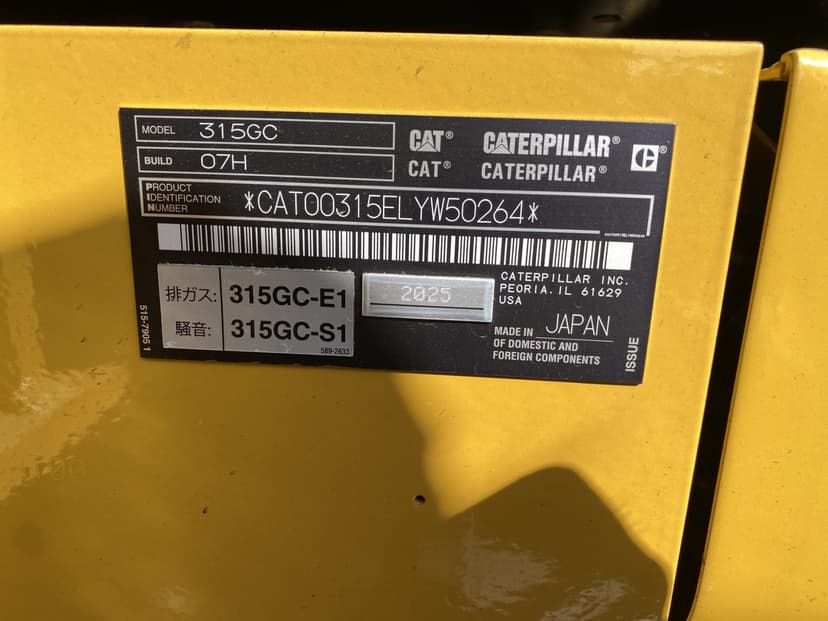 MODEL 315GC
BUILD 07H
CAT® CATERPILLAR®
CAT® CATERPILLAR®
PRODUCT
IDENTIFICATION
NUMBER
*CAT00315ELYW50264*
排ガス: 315GC-E1
騒音: 315GC-S1
589-2633
2025
CATERPILLAR INC.
PEORIA, IL 61629
USA
MADE IN JAPAN
OF DOMESTIC AND
FOREIGN COMPONENTS
515-7905 1
ISSUE